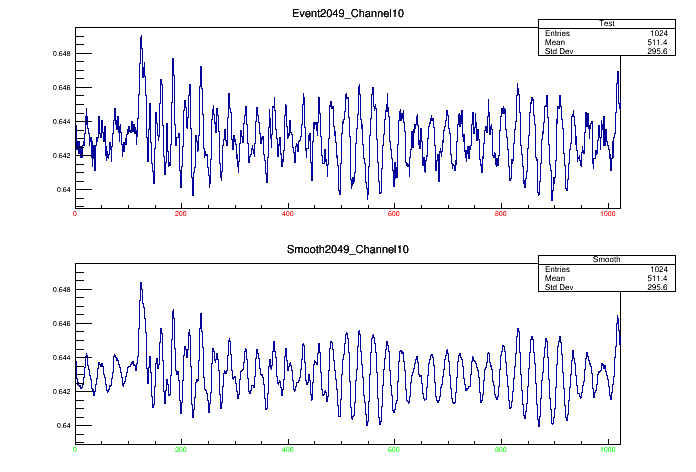 Event2049_Channel10
Test
Entries 1024
Mean 511.4
Std Dev 295.6
0.648
0.646
0.644
0.642
0.64
0 200 400 600 800 1000
Smooth2049_Channel10
Smooth
Entries 1024
Mean 511.4
Std Dev 295.6
0.648
0.646
0.644
0.642
0.64
0 200 400 600 800 1000